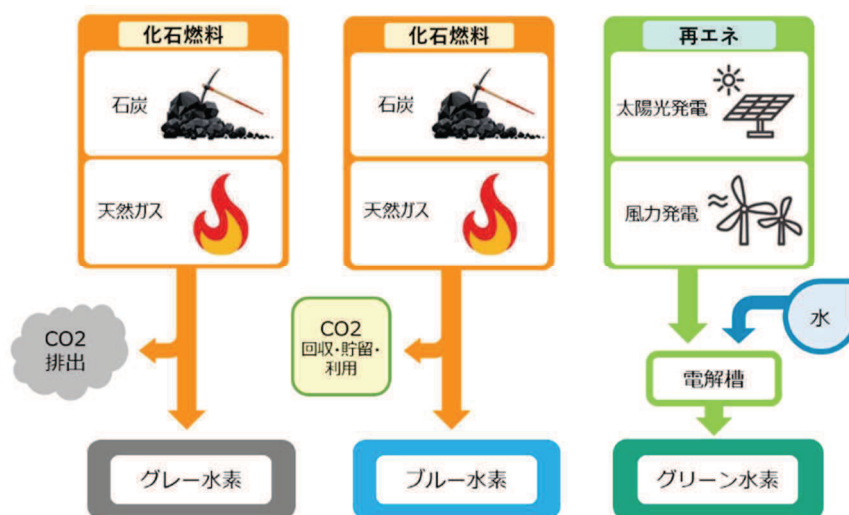 化石燃料
石炭
天然ガス
CO2
排出
グレー水素
化石燃料
石炭
天然ガス
CO2
回収・貯留・
利用
ブルー水素
再エネ
太陽光発電
風力発電
水
電解槽
グリーン水素